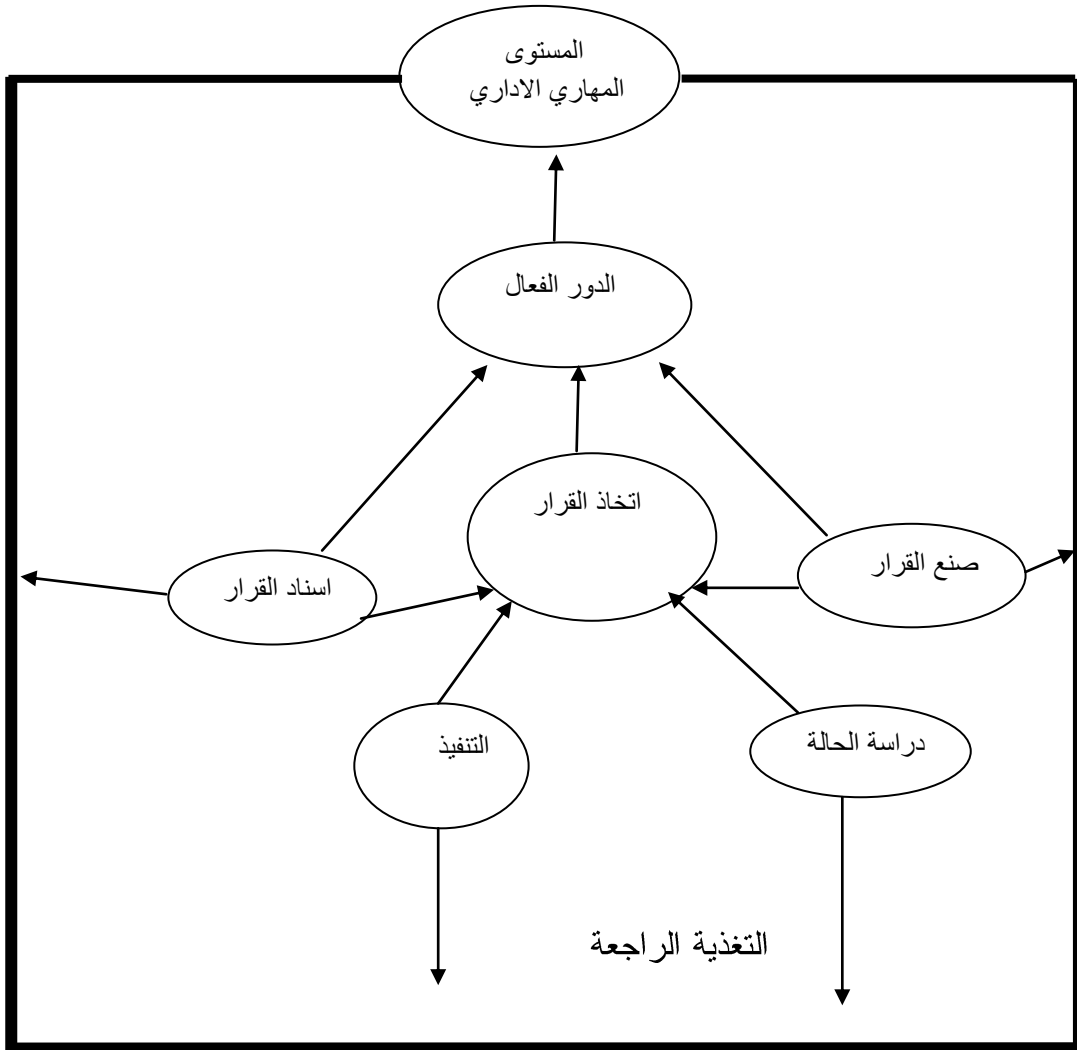 المستوى
المهاري الاداري
الدور الفعال
اتخاذ القرار
صنع القرار
اسناد القرار
دراسة الحالة
التنفيذ
التغذية الراجعة